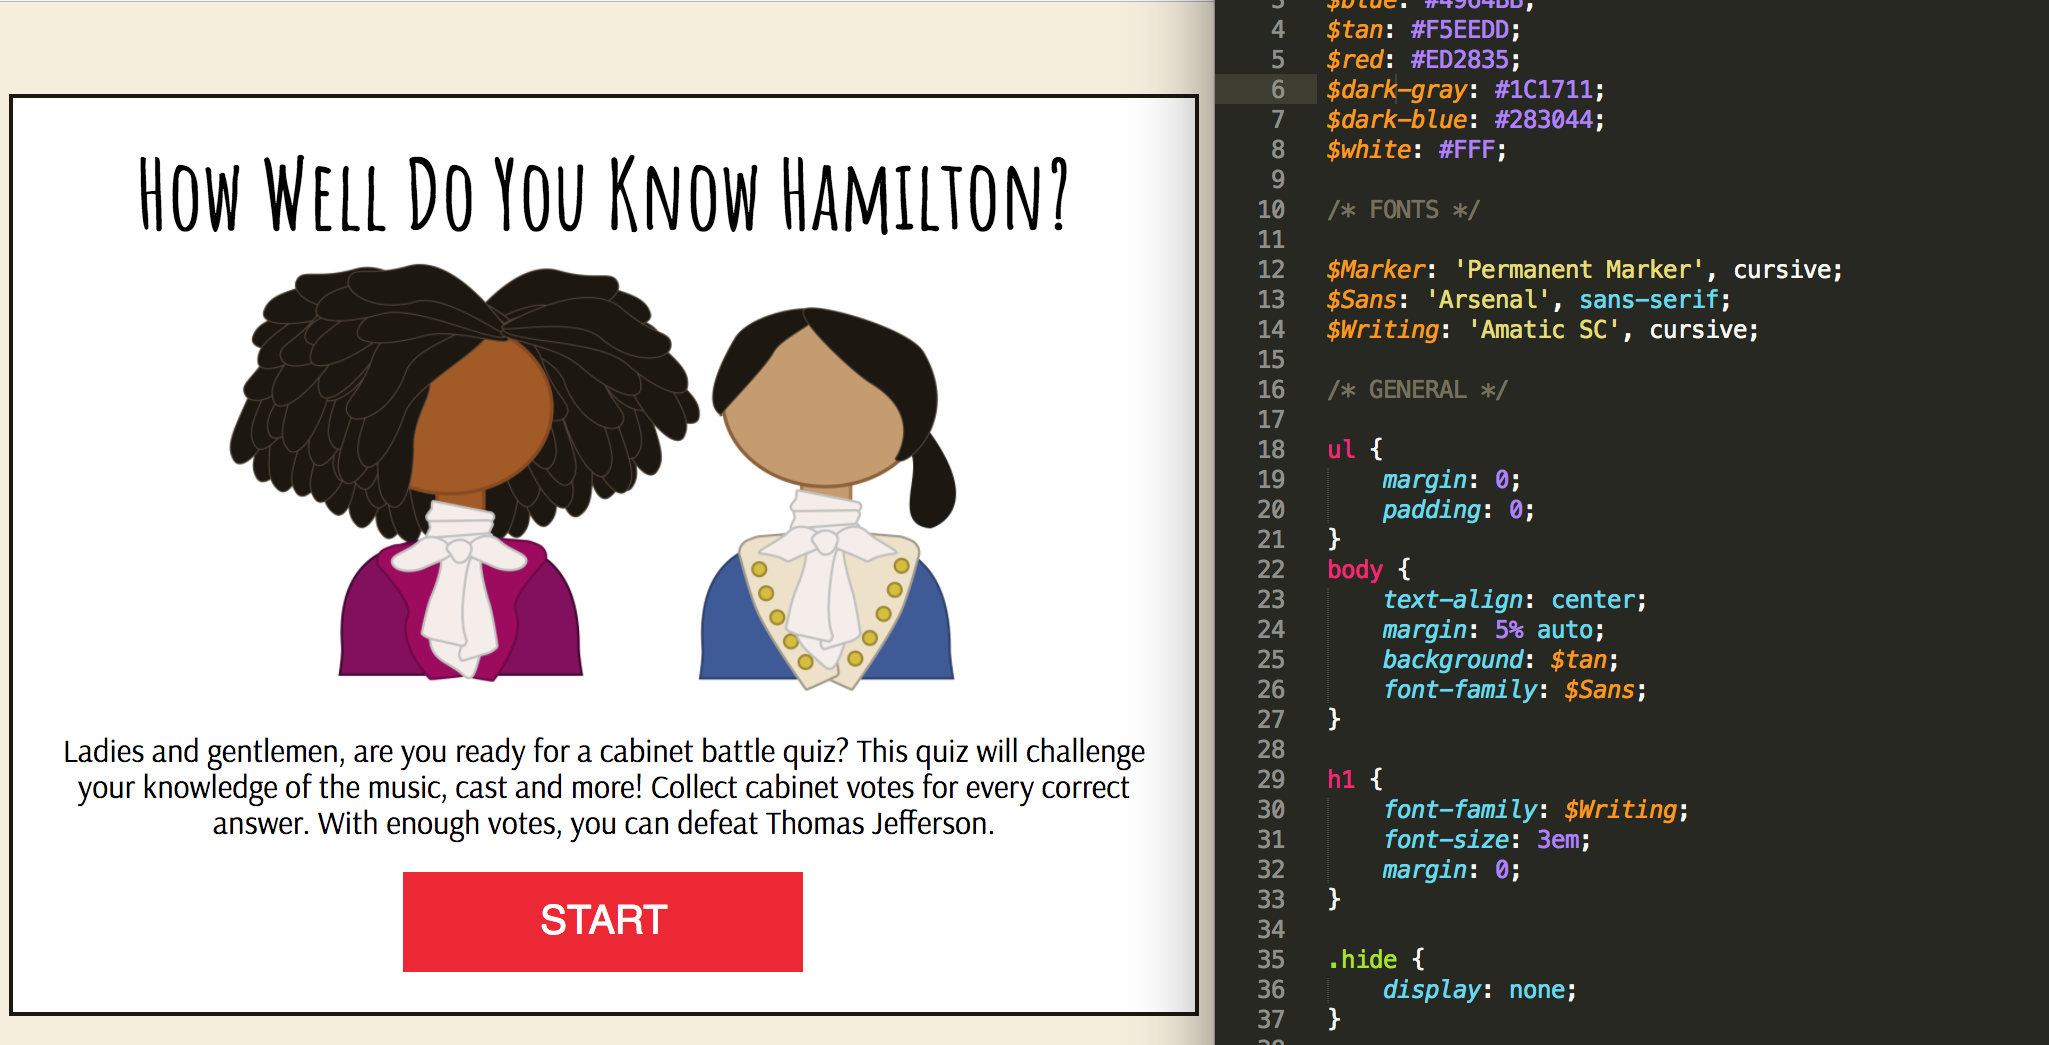 How Well Do You Know Hamilton?
Ladies and gentlemen, are you ready for a cabinet battle quiz? This quiz will challenge
your knowledge of the music, cast and more! Collect cabinet votes for every correct
answer. With enough votes, you can defeat Thomas Jefferson.
START
3 $blue: #4964BB;
4 $tan: #F5EEDD;
5 $red: #ED2835;
6 $dark-gray: #1C1711;
7 $dark-blue: #283044;
8 $white: #FFF;
9
10 /* FONTS */
11
12 $Marker: 'Permanent Marker', cursive;
13 $Sans: 'Arsenal', sans-serif;
14 $Writing: 'Amatic SC', cursive;
15
16 /* GENERAL */
17
18 ul {
19 margin: 0;
20 padding: 0;
21 }
22 body {
23 text-align: center;
24 margin: 5% auto;
25 background: $tan;
26 font-family: $Sans;
27 }
28
29 h1 {
30 font-family: $Writing;
31 font-size: 3em;
32 margin: 0;
33 }
34
35 .hide {
36 display: none;
37 }
38